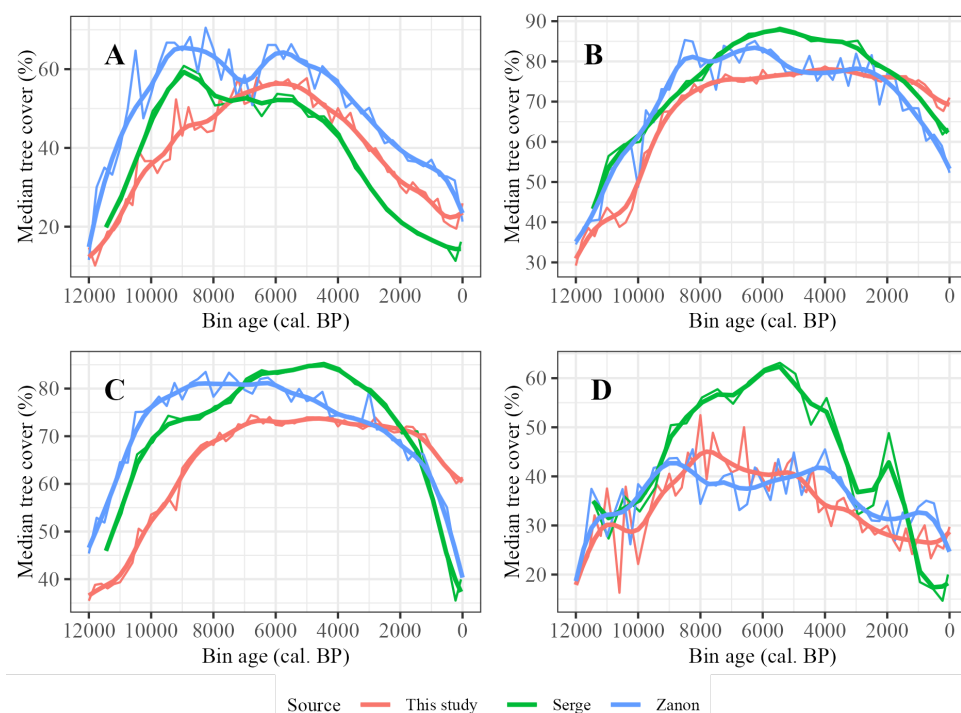 A B
Median tree cover (%) 60 40 20
Median tree cover (%) 90 80 70 60 50 40 30
12000 10000 8000 6000 4000 2000 0 12000 10000 8000 6000 4000 2000 0
Bin age (cal. BP) Bin age (cal. BP)
C D
Median tree cover (%) 80 70 60 50 40
Median tree cover (%) 60 50 40 30 20
12000 10000 8000 6000 4000 2000 0 12000 10000 8000 6000 4000 2000 0
Bin age (cal. BP) Bin age (cal. BP)
Source This study Serge Zanon